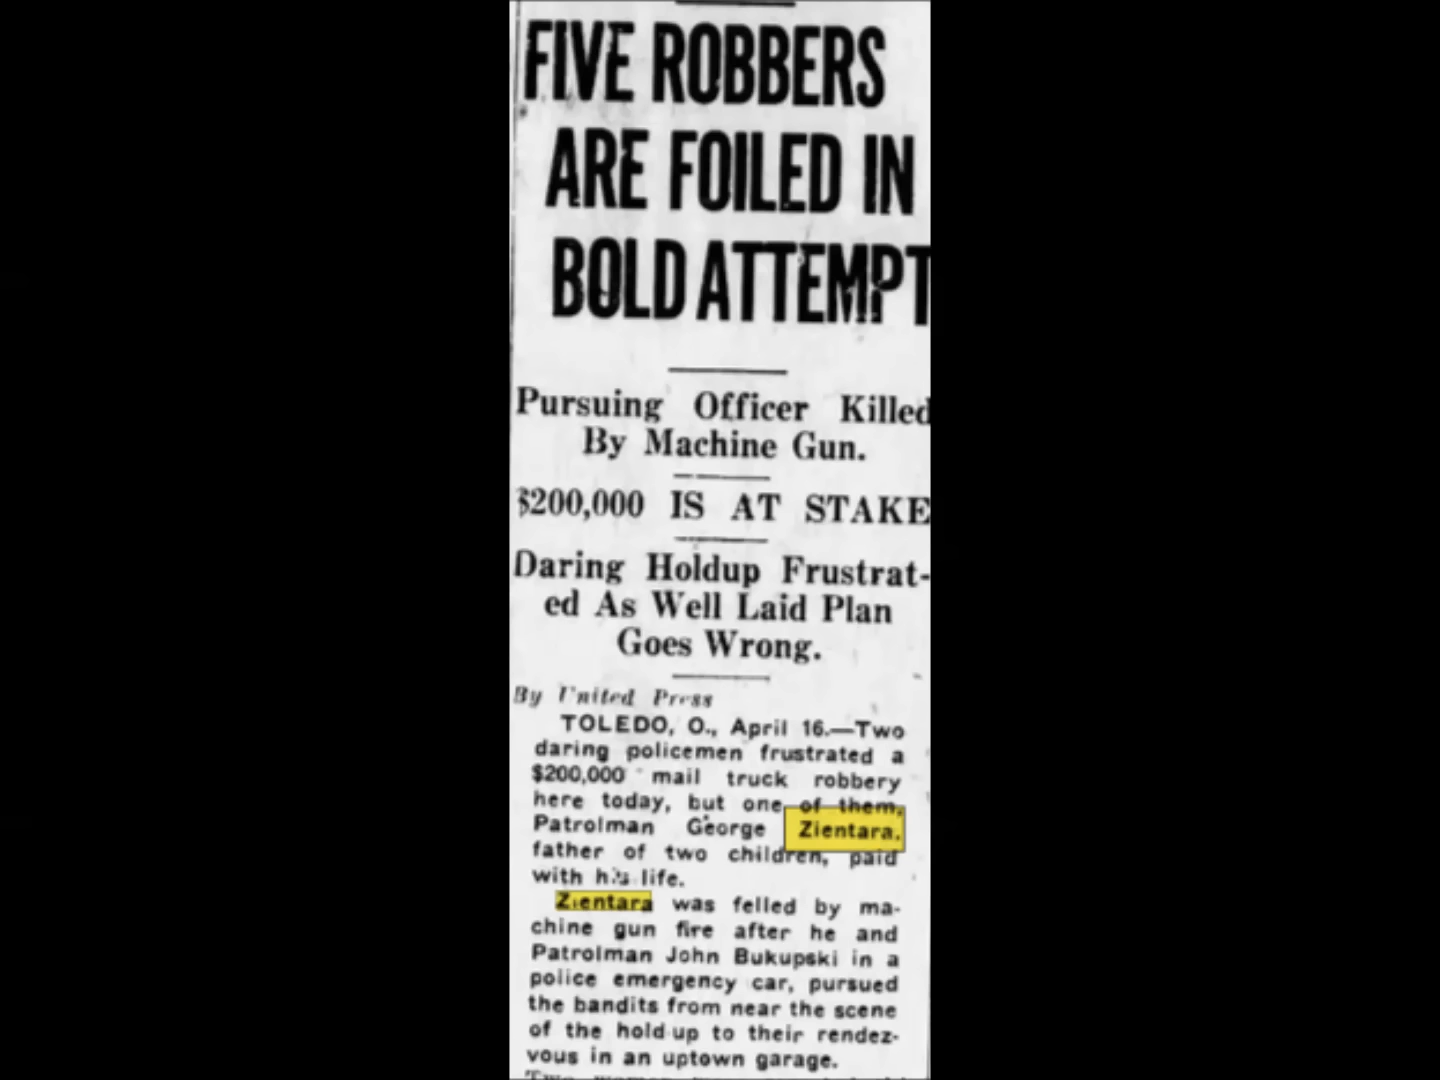 FIVE ROBBERS
ARE FOILED IN
BOLD ATTEMPT
Pursuing Officer Killed
By Machine Gun.
$200,000 IS AT STAKE
Daring Holdup Frustrat-
ed As Well Laid Plan
Goes Wrong.
By United Press
TOLEDO, O., April 16.—Two
daring policemen frustrated a
$200,000 mail truck robbery
here today, but one of them,
Patrolman George Zientara,
father of two children, paid
with his life.
Zientara was felled by ma-
chine gun fire after he and
Patrolman John Bukupski in a
police emergency car, pursued
the bandits from near the scene
of the hold-up to their rendez-
vous in an uptown garage.
Two women